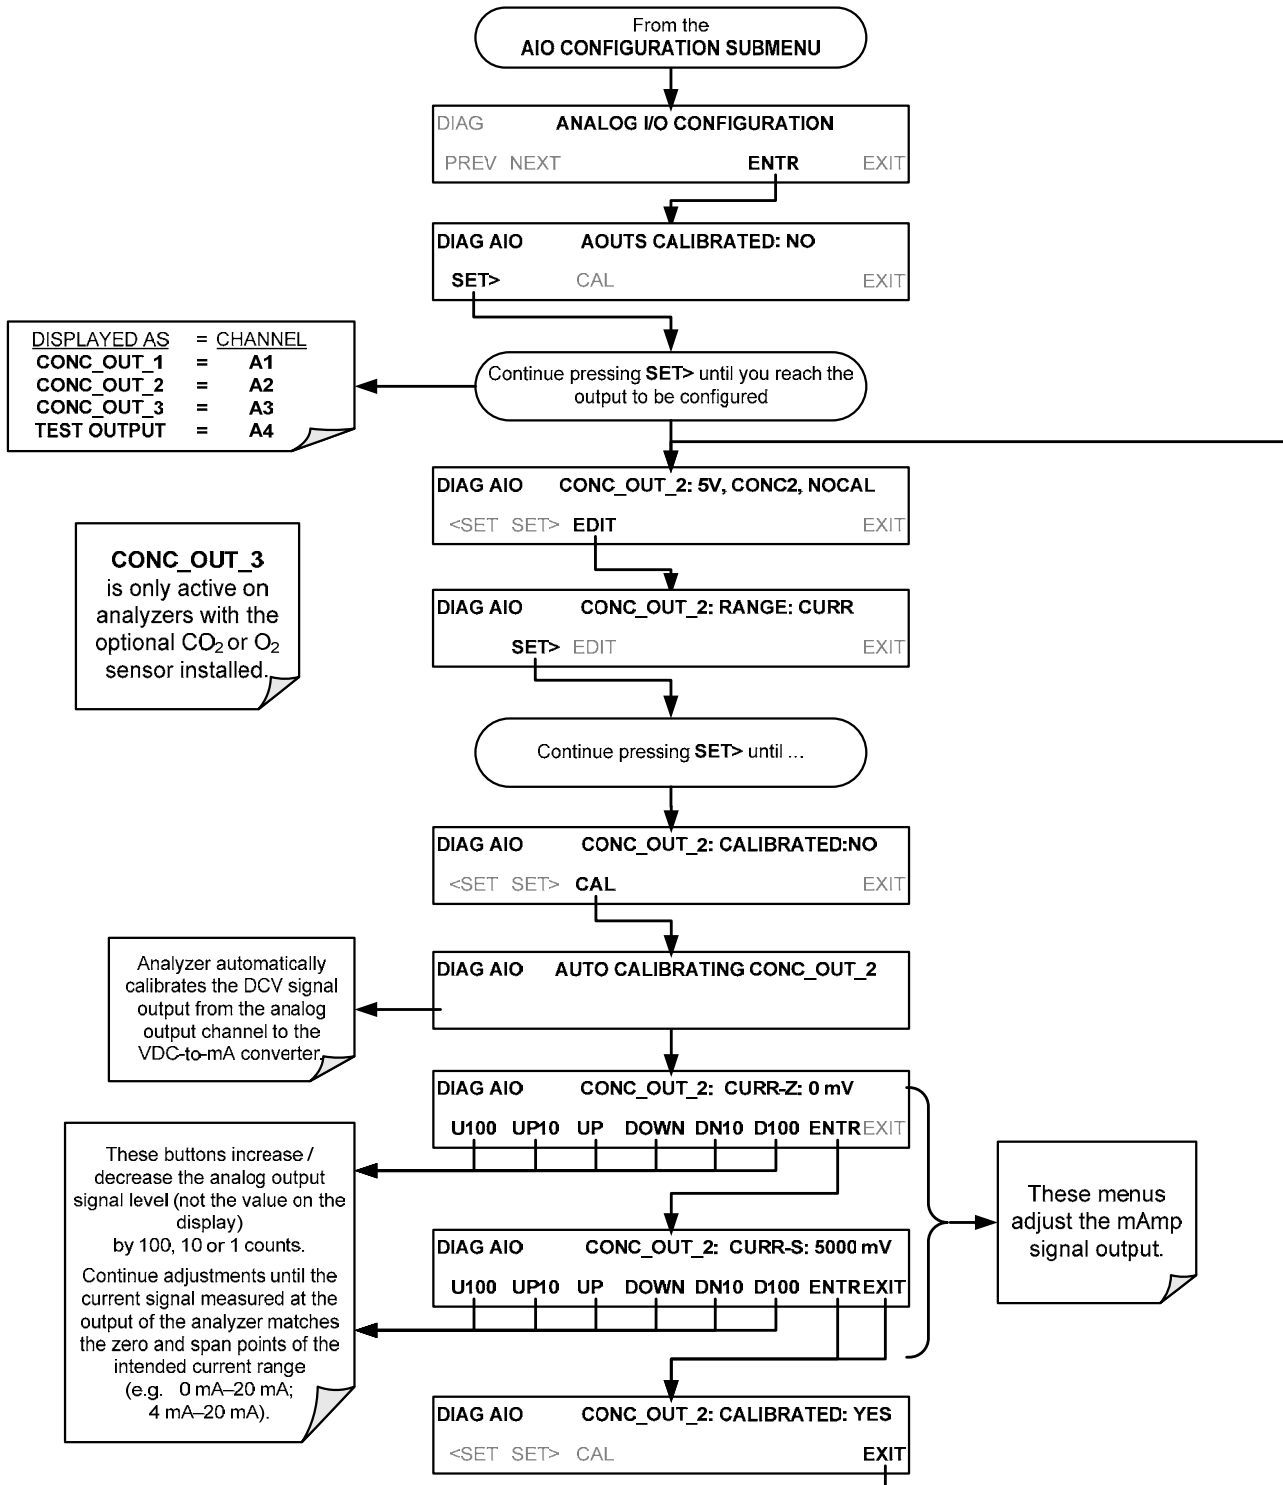 From the
AIO CONFIGURATION SUBMENU
DIAG ANALOG I/O CONFIGURATION
PREV NEXT ENTR EXIT
DIAG AIO AOUTS CALIBRATED: NO
SET> CAL EXIT
DISPLAYED AS = CHANNEL
CONC_OUT_1 = A1
CONC_OUT_2 = A2
CONC_OUT_3 = A3
TEST OUTPUT = A4
Continue pressing SET> until you reach the
output to be configured
DIAG AIO CONC_OUT_2: 5V, CONC2, NOCAL
<SET SET> EDIT EXIT
CONC_OUT_3
is only active on
analyzers with the
optional CO2 or O2
sensor installed.
DIAG AIO CONC_OUT_2: RANGE: CURR
SET> EDIT EXIT
Continue pressing SET> until ...
DIAG AIO CONC_OUT_2: CALIBRATED:NO
<SET SET> CAL EXIT
Analyzer automatically
calibrates the DCV signal
output from the analog
output channel to the
VDC-to-mA converter.
DIAG AIO AUTO CALIBRATING CONC_OUT_2
DIAG AIO CONC_OUT_2: CURR-Z: 0 mV
U100 UP10 UP DOWN DN10 D100 ENTR EXIT
These buttons increase /
decrease the analog output
signal level (not the value on the
display)
by 100, 10 or 1 counts.
Continue adjustments until the
current signal measured at the
output of the analyzer matches
the zero and span points of the
intended current range
(e.g. 0 mA–20 mA;
4 mA–20 mA).
DIAG AIO CONC_OUT_2: CURR-S: 5000 mV
U100 UP10 UP DOWN DN10 D100 ENTR EXIT
These menus
adjust the mAmp
signal output.
DIAG AIO CONC_OUT_2: CALIBRATED: YES
<SET SET> CAL EXIT